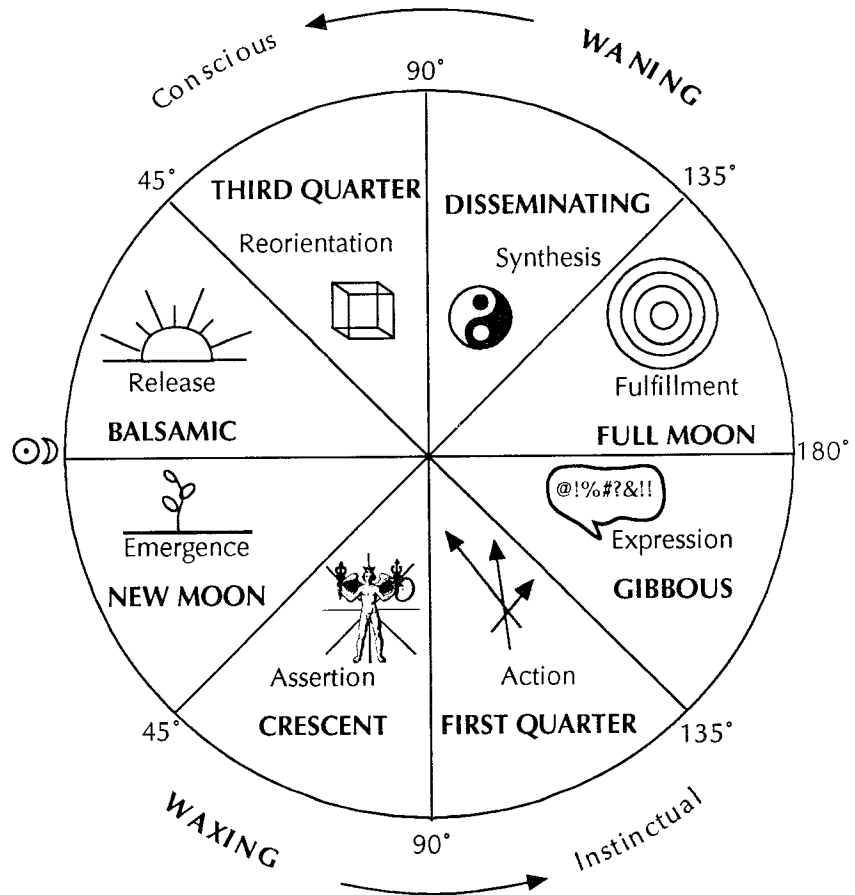 Conscious
WANING
90°
45°
135°
THIRD QUARTER
DISSEMINATING
Reorientation
Synthesis
Release
Fulfillment
BALSAMIC
FULL MOON
180°
@!%#?&!!
Emergence
Expression
NEW MOON
GIBBOUS
Assertion
Action
CRESCENT
FIRST QUARTER
45°
135°
90°
WAXING
Instinctual